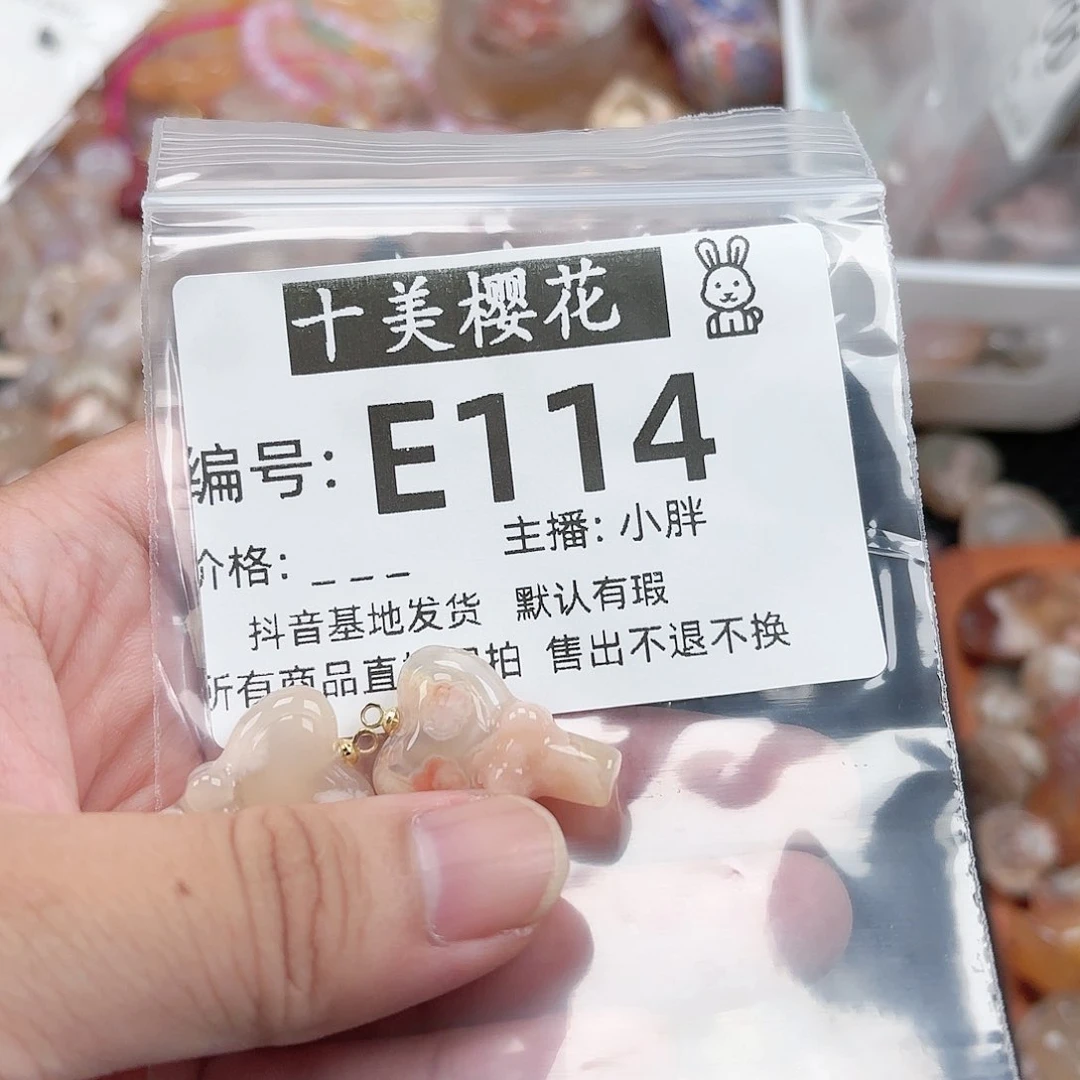 十美樱花
编号: E114
主播: 小胖
价格: _ _ _
抖音基地发货 默认有瑕
所有商品直 拍 售出不退不换